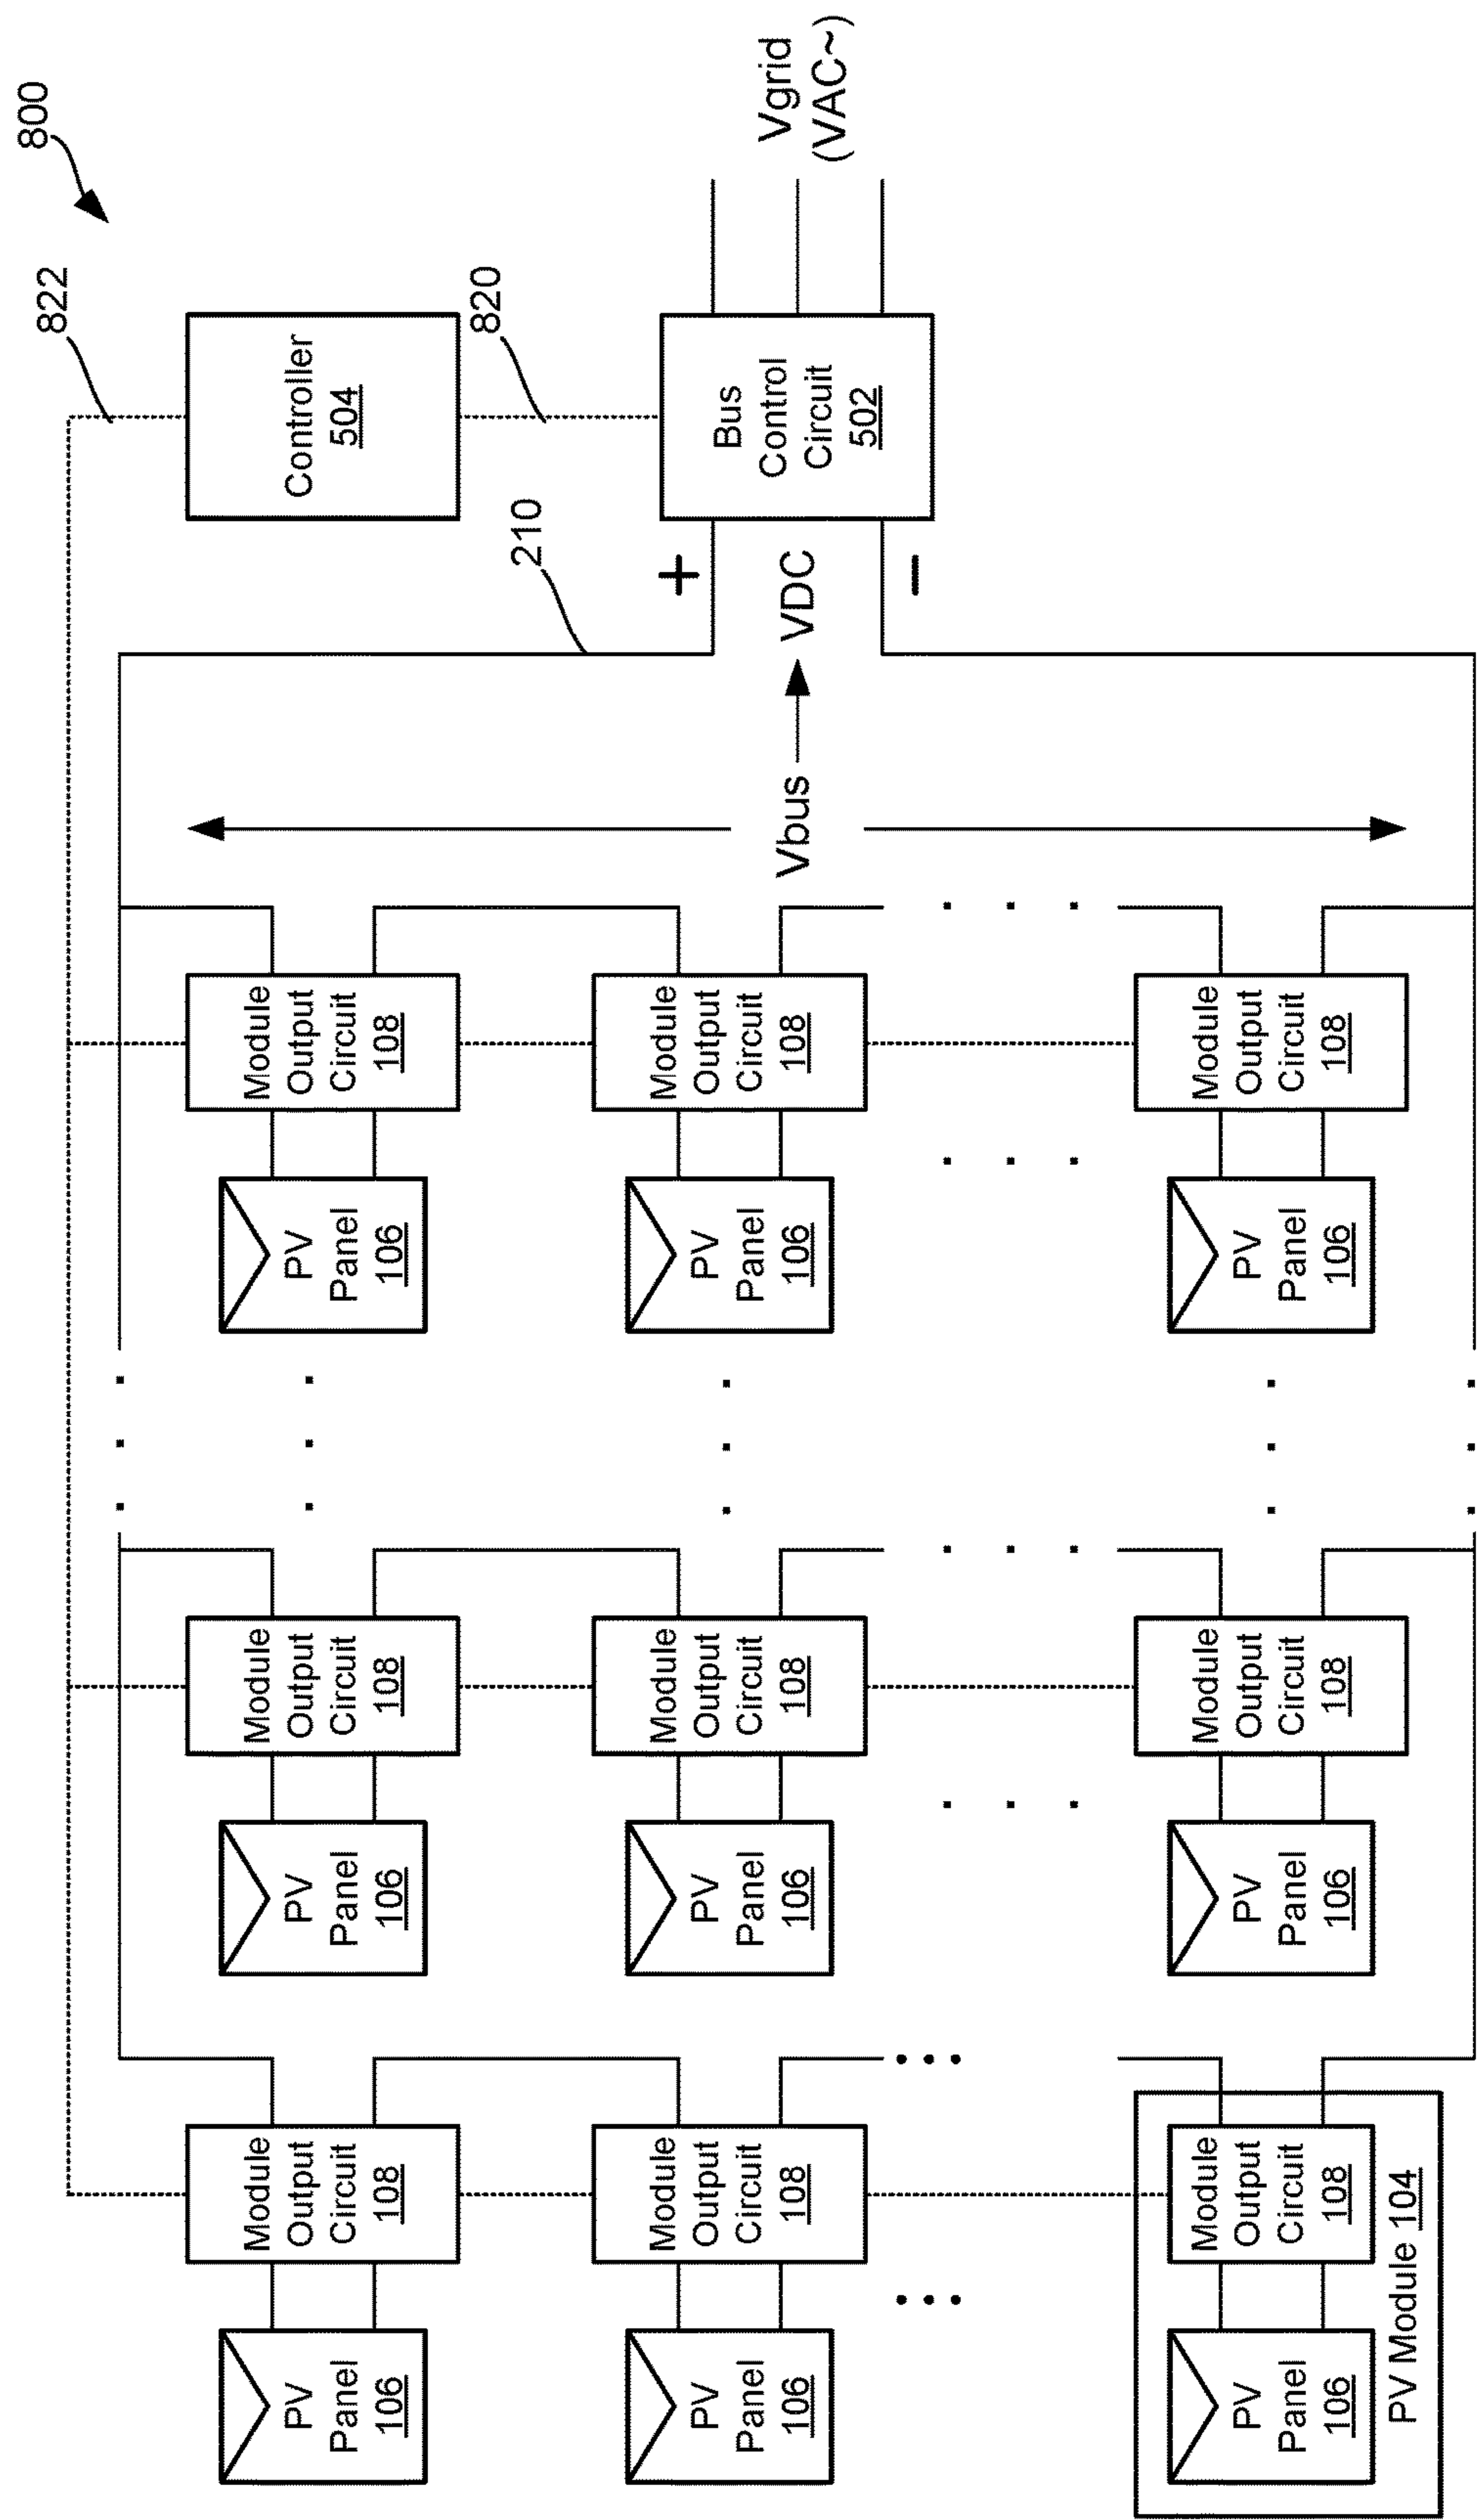 800
822
Controller
504
820
210
Bus
Control
Circuit
502
Vgrid
(VAC~)
+
VDC
–
Vbus
PV
Panel
106
Module
Output
Circuit
108
PV
Panel
106
Module
Output
Circuit
108
PV
Panel
106
Module
Output
Circuit
108
PV
Panel
106
Module
Output
Circuit
108
PV
Panel
106
Module
Output
Circuit
108
PV
Panel
106
Module
Output
Circuit
108
PV
Panel
106
Module
Output
Circuit
108
PV
Panel
106
Module
Output
Circuit
108
PV
Panel
106
Module
Output
Circuit
108
PV Module 104